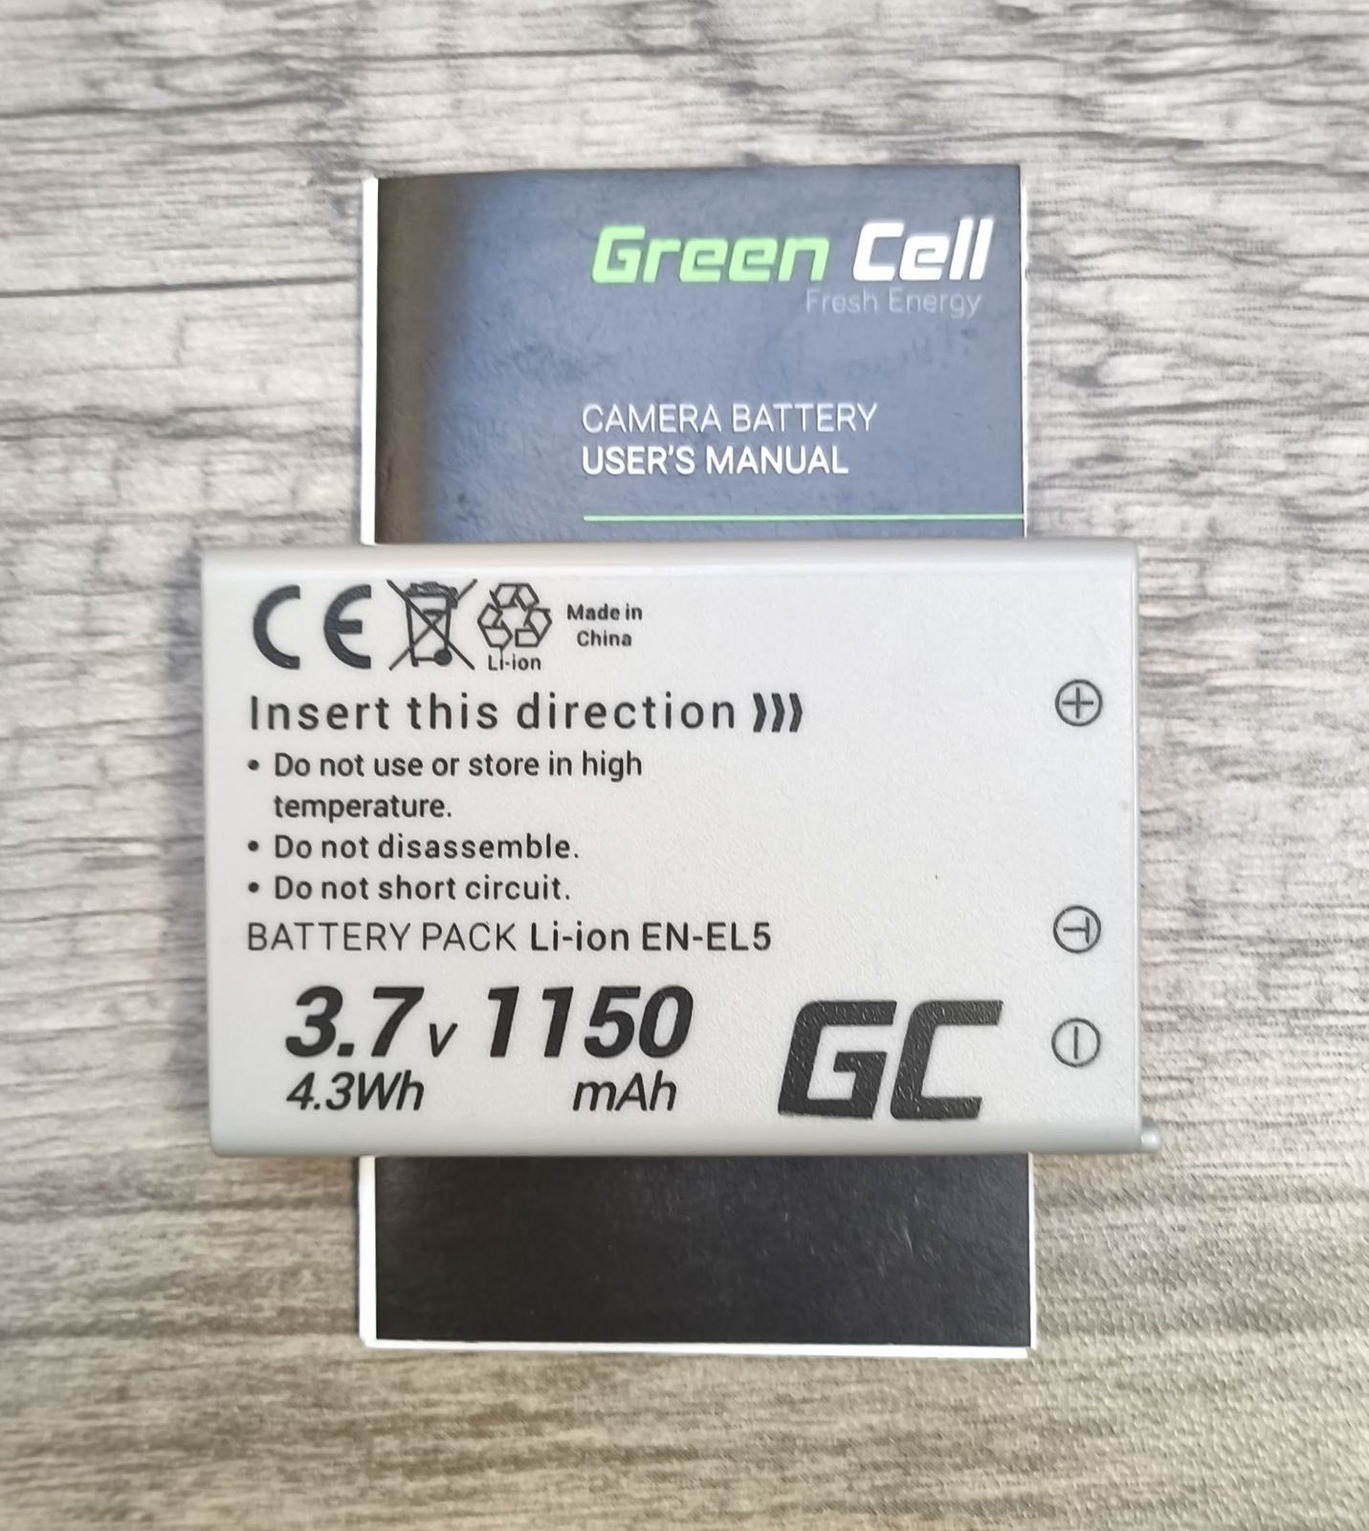 Green Cell
Fresh Energy
CAMERA BATTERY
USER'S MANUAL
CE
Made in
China
Li-ion
Insert this direction ⟩⟩⟩
• Do not use or store in high
temperature.
• Do not disassemble.
• Do not short circuit.
BATTERY PACK Li-ion EN-EL5
3.7v 1150
4.3Wh mAh
GC
+
T
−